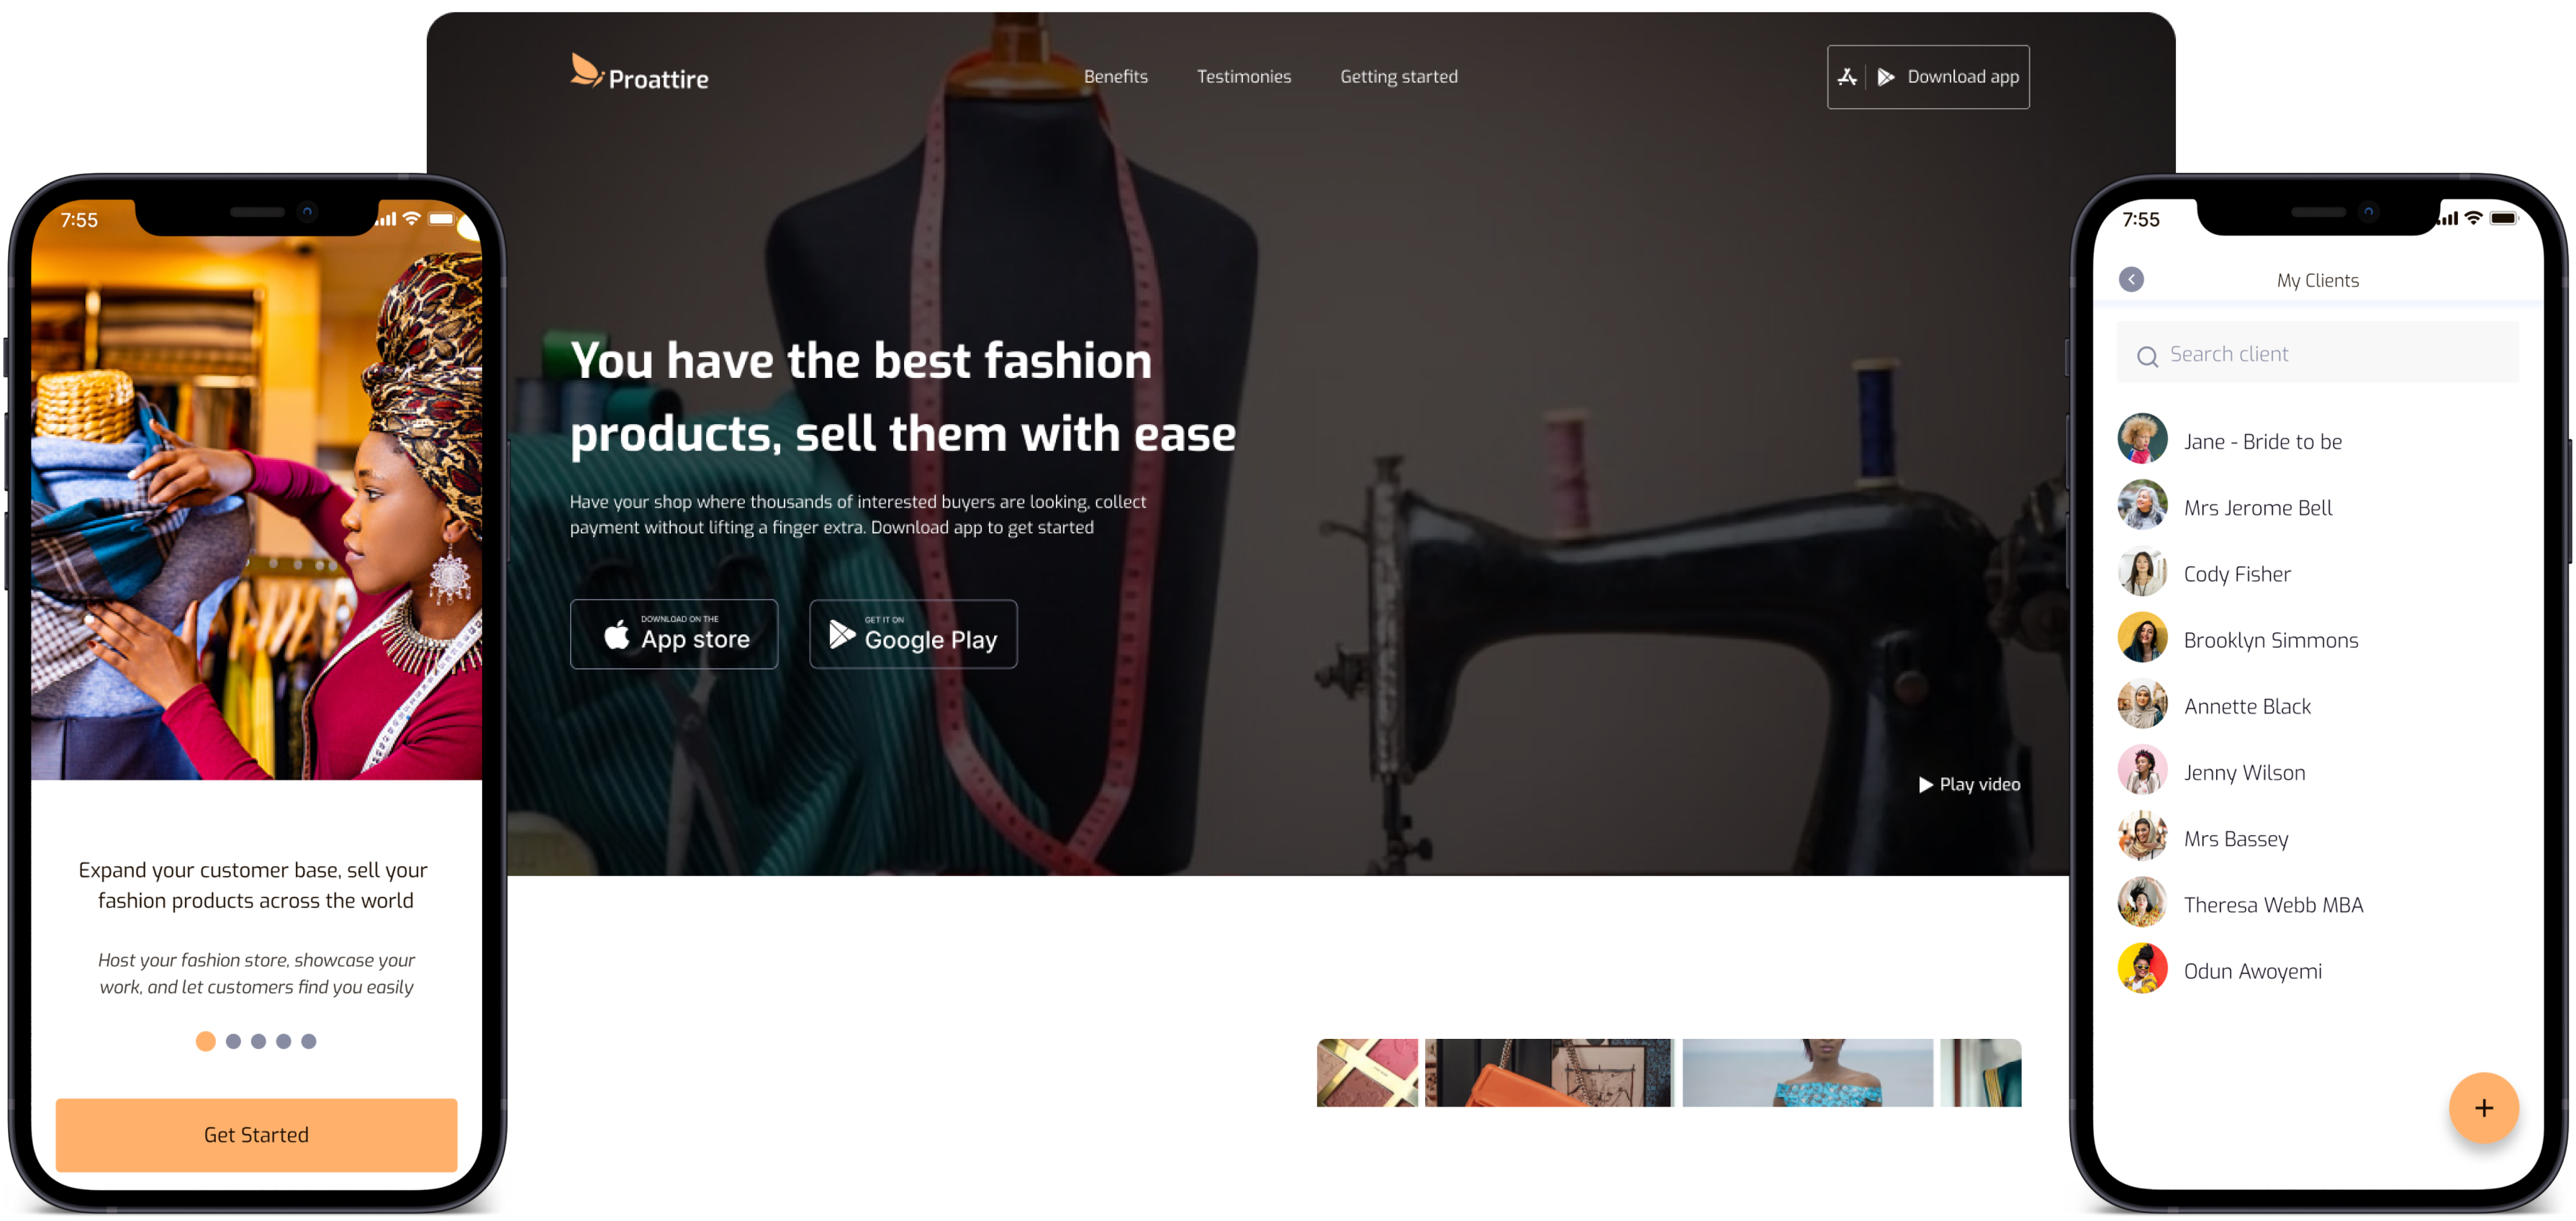 Proattire
Benefits
Testimonies
Getting started
Download app
You have the best fashion
products, sell them with ease
Have your shop where thousands of interested buyers are looking, collect
payment without lifting a finger extra. Download app to get started
DOWNLOAD ON THE
App store
GET IT ON
Google Play
Play video
7:55
Expand your customer base, sell your
fashion products across the world
Host your fashion store, showcase your
work, and let customers find you easily
Get Started
7:55
My Clients
Search client
Jane - Bride to be
Mrs Jerome Bell
Cody Fisher
Brooklyn Simmons
Annette Black
Jenny Wilson
Mrs Bassey
Theresa Webb MBA
Odun Awoyemi
+